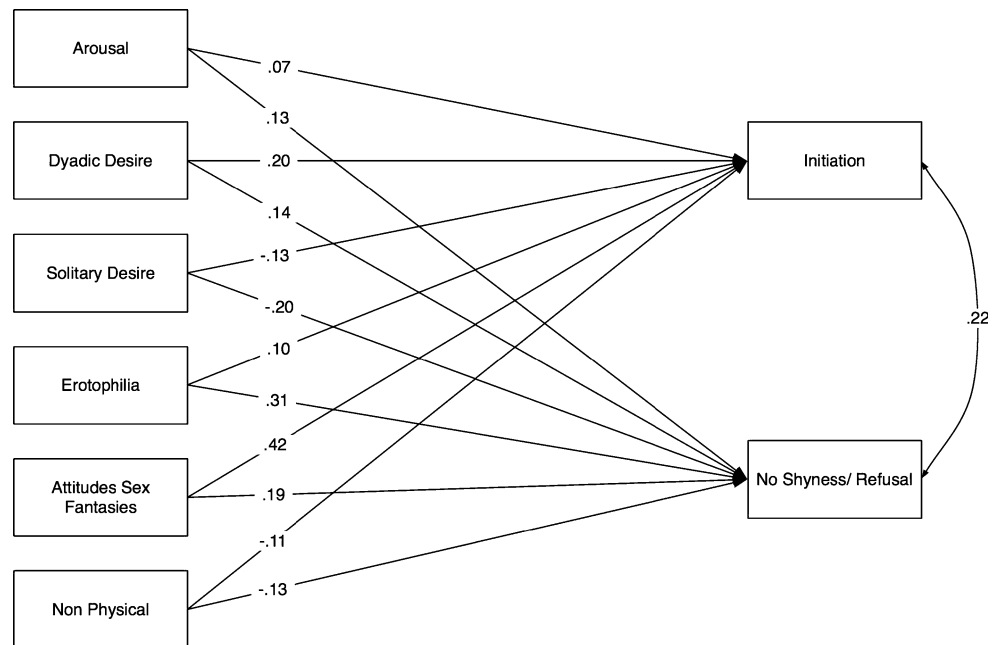 Arousal
.07
.13
Dyadic Desire
.20
Initiation
.14
Solitary Desire
-.13
-.20
.22
.10
Erotophilia
.31
.42
Attitudes Sex
Fantasies
.19
No Shyness/ Refusal
-.11
Non Physical
-.13